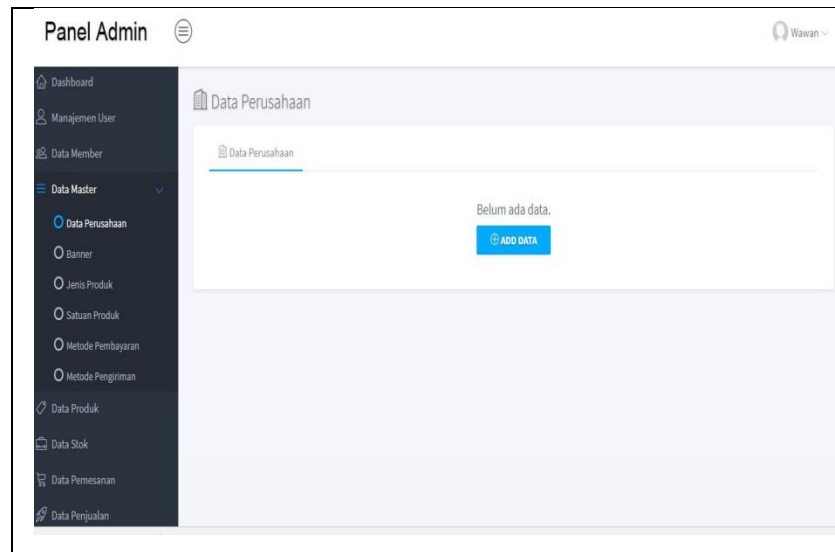 Panel Admin
Wawan
Dashboard
Manajemen User
Data Member
Data Master
Data Perusahaan
Banner
Jenis Produk
Satuan Produk
Metode Pembayaran
Metode Pengiriman
Data Produk
Data Stok
Data Pemesanan
Data Penjualan
Data Perusahaan
Data Perusahaan
Belum ada data.
ADD DATA